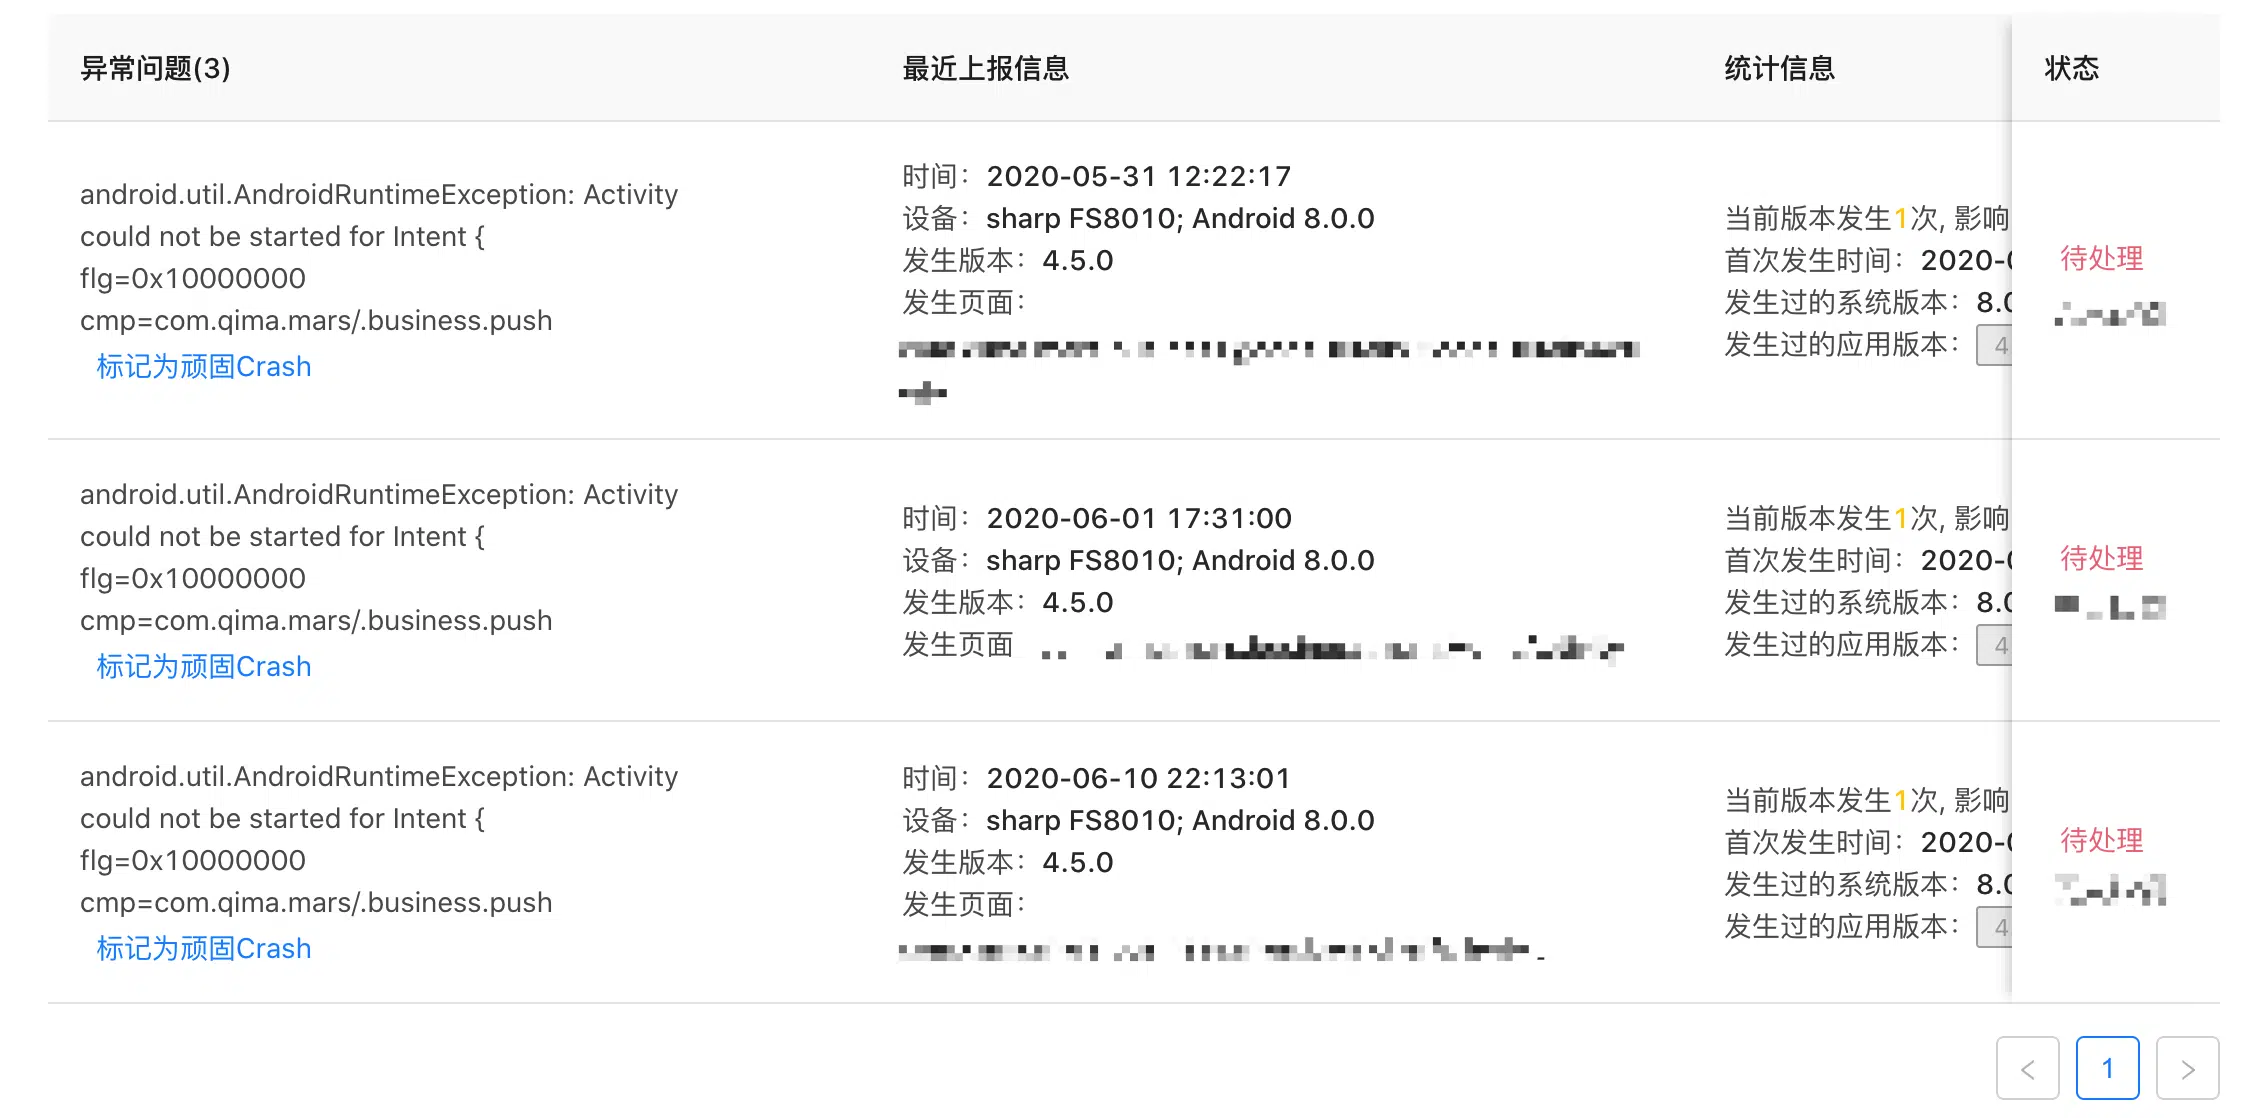 异常问题(3)
最近上报信息
统计信息
状态
android.util.AndroidRuntimeException: Activity
could not be started for Intent {
flg=0x10000000
cmp=com.qima.mars/.business.push
标记为顽固Crash
时间：2020-05-31 12:22:17
设备：sharp FS8010; Android 8.0.0
发生版本：4.5.0
发生页面：
当前版本发生1次, 影响
首次发生时间：2020-0
发生过的系统版本：8.0
发生过的应用版本：4
待处理
android.util.AndroidRuntimeException: Activity
could not be started for Intent {
flg=0x10000000
cmp=com.qima.mars/.business.push
标记为顽固Crash
时间：2020-06-01 17:31:00
设备：sharp FS8010; Android 8.0.0
发生版本：4.5.0
发生页面
当前版本发生1次, 影响
首次发生时间：2020-0
发生过的系统版本：8.0
发生过的应用版本：4
待处理
android.util.AndroidRuntimeException: Activity
could not be started for Intent {
flg=0x10000000
cmp=com.qima.mars/.business.push
标记为顽固Crash
时间：2020-06-10 22:13:01
设备：sharp FS8010; Android 8.0.0
发生版本：4.5.0
发生页面：
当前版本发生1次, 影响
首次发生时间：2020-0
发生过的系统版本：8.0
发生过的应用版本：4
待处理
< 1 >